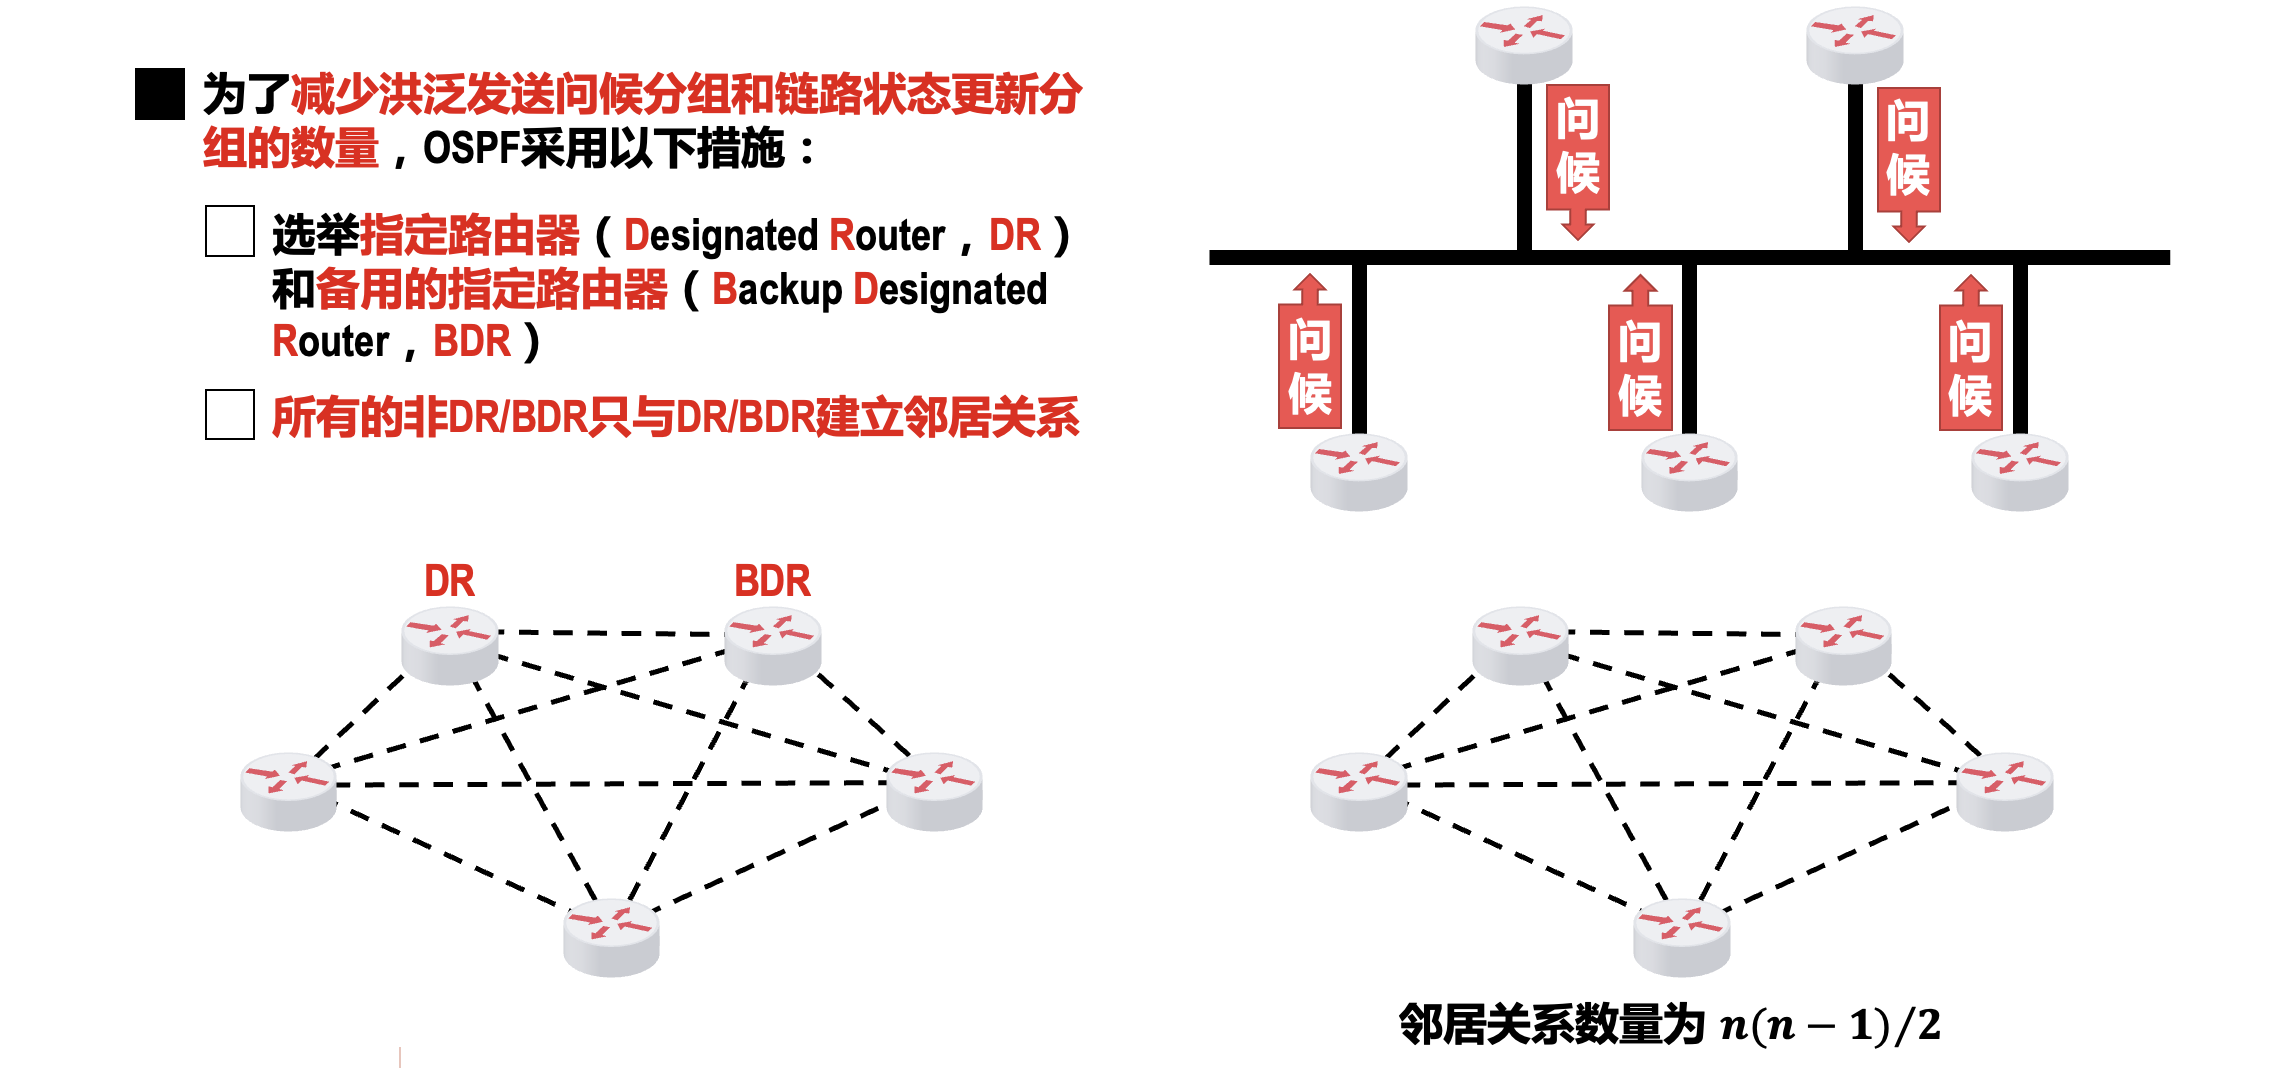 为了减少洪泛发送问候分组和链路状态更新分
组的数量，OSPF采用以下措施：
选举指定路由器（Designated Router，DR）
和备用的指定路由器（Backup Designated
Router，BDR）
所有的非DR/BDR只与DR/BDR建立邻居关系
问候
问候
问候
问候
问候
DR
BDR
邻居关系数量为 n(n − 1)/2